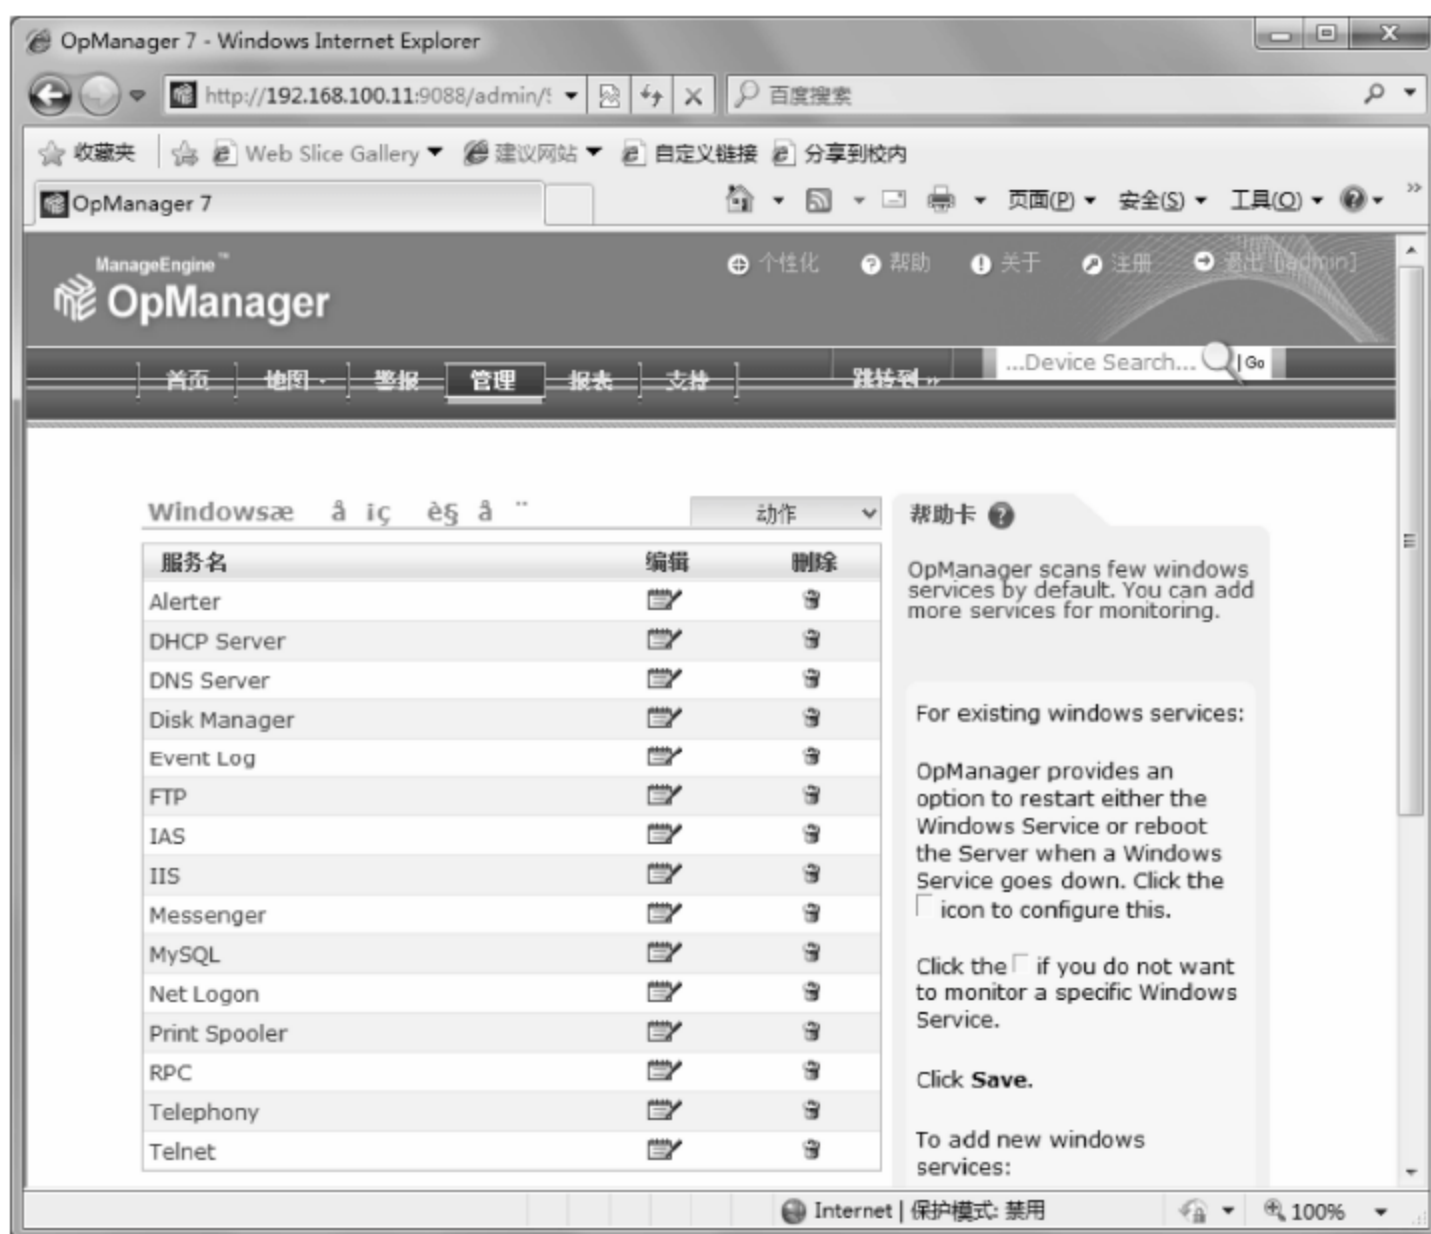 OpManager 7 - Windows Internet Explorer
http://192.168.100.11:9088/admin/
百度搜索
收藏夹 Web Slice Gallery 建议网站 自定义链接 分享到校内
OpManager 7
页面(P) 安全(S) 工具(O)
ManageEngine™
OpManager
个性化 帮助 关于 注册 退出 [admin]
首页 地图 警报 管理 报表 支持 跳转到 ...Device Search... Go
Windowsæ å ¡ç è§ å ¨
动作
帮助卡
服务名 编辑 删除
Alerter
DHCP Server
DNS Server
Disk Manager
Event Log
FTP
IAS
IIS
Messenger
MySQL
Net Logon
Print Spooler
RPC
Telephony
Telnet
OpManager scans few windows
services by default. You can add
more services for monitoring.
For existing windows services:
OpManager provides an
option to restart either the
Windows Service or reboot
the Server when a Windows
Service goes down. Click the
icon to configure this.
Click the if you do not want
to monitor a specific Windows
Service.
Click Save.
To add new windows
services:
Internet | 保护模式: 禁用
100%